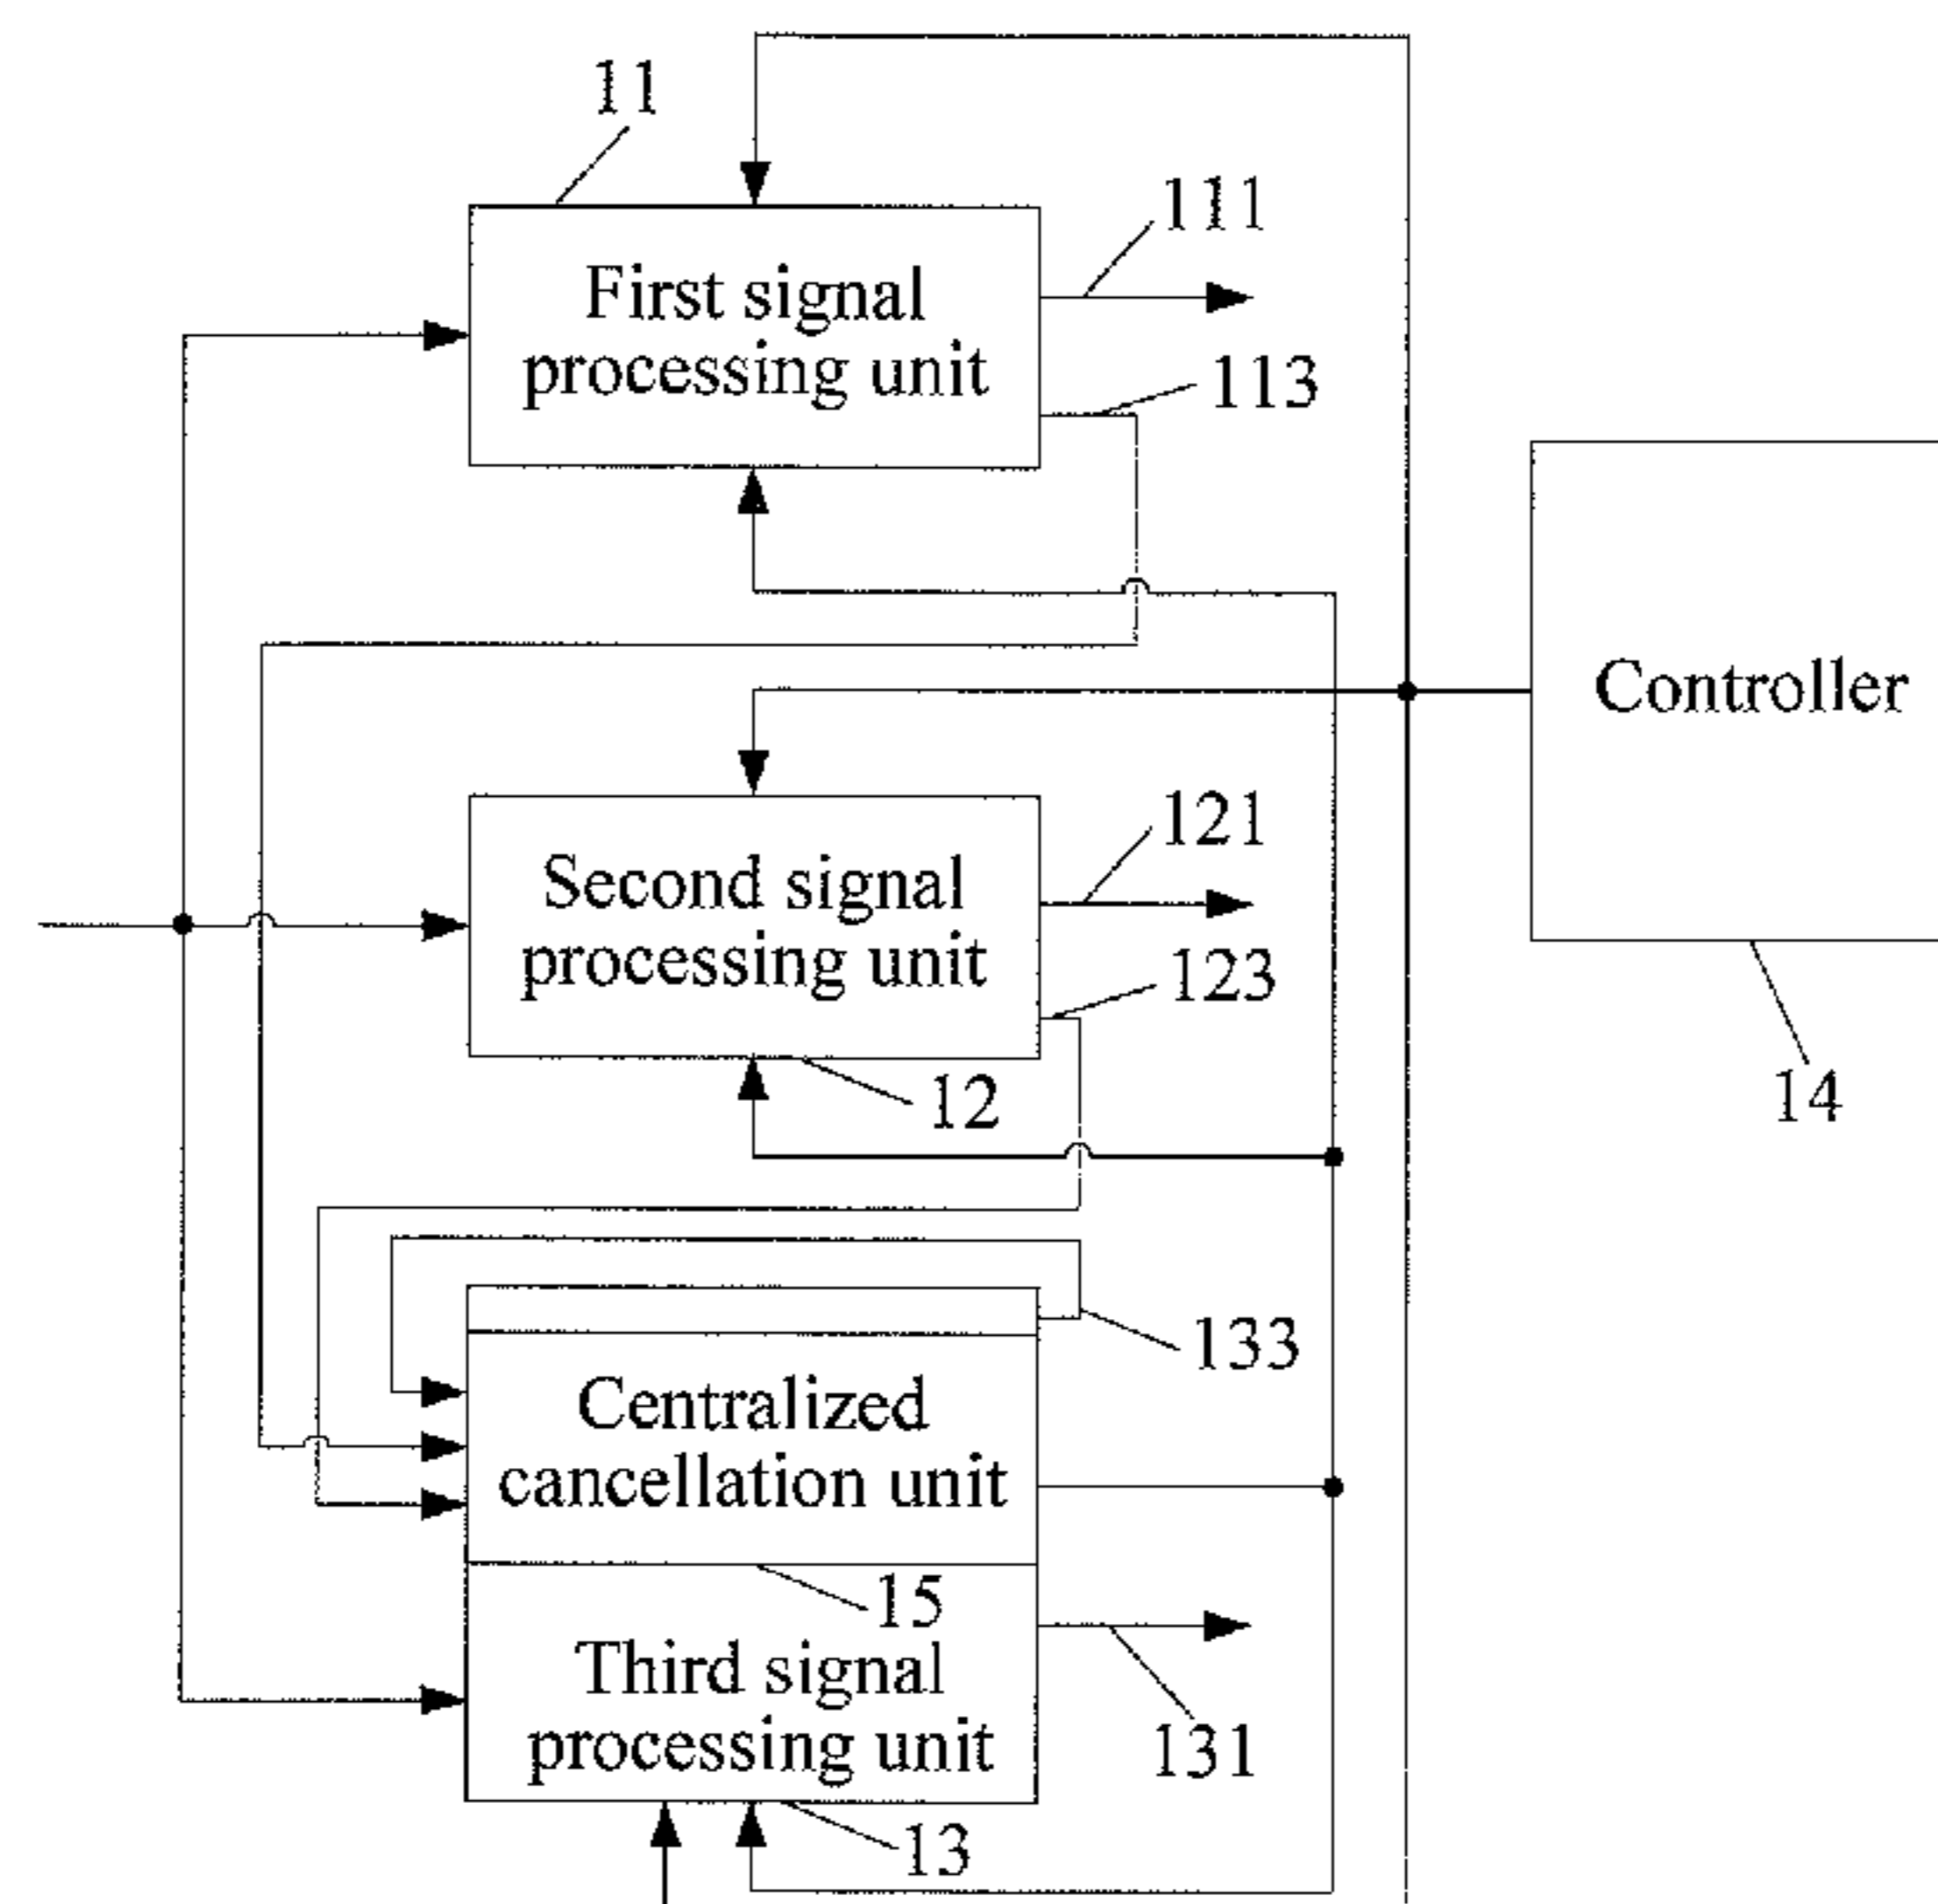 11
111
First signal
processing unit
113
Controller
121
Second signal
processing unit
123
12
14
133
Centralized
cancellation unit
15
Third signal
processing unit
131
13